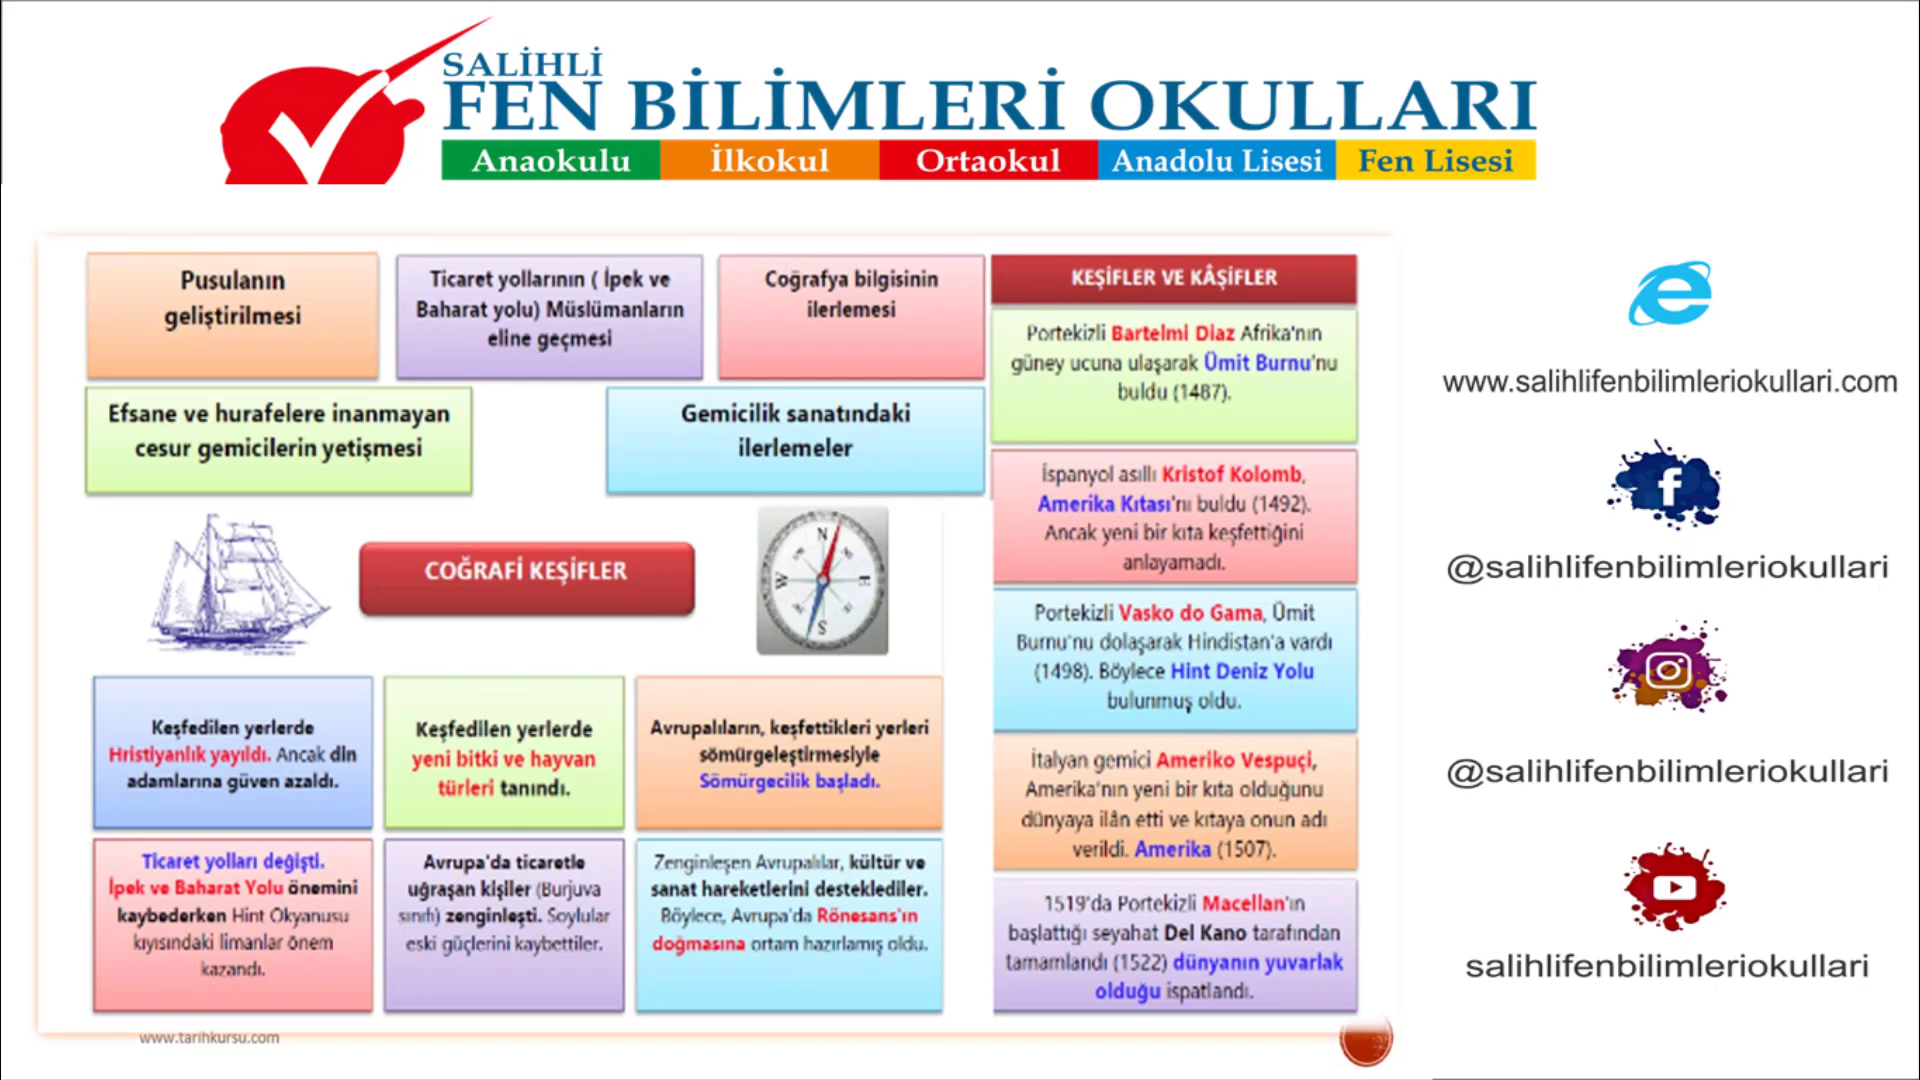 SALİHLİ
FEN BİLİMLERİ OKULLARI
Anaokulu
İlkokul
Ortaokul
Anadolu Lisesi
Fen Lisesi
Pusulanın
geliştirilmesi
Ticaret yollarının ( İpek ve
Baharat yolu) Müslümanların
eline geçmesi
Coğrafya bilgisinin
ilerlemesi
Efsane ve hurafelere inanmayan
cesur gemicilerin yetişmesi
Gemicilik sanatındaki
ilerlemeler
COĞRAFİ KEŞİFLER
N
W
E
S
Keşfedilen yerlerde
Hristiyanlık yayıldı. Ancak din
adamlarına güven azaldı.
Keşfedilen yerlerde
yeni bitki ve hayvan
türleri tanındı.
Avrupalıların, keşfettikleri yerleri
sömürgeleştirmesiyle
Sömürgecilik başladı.
Ticaret yolları değişti.
İpek ve Baharat Yolu önemini
kaybederken Hint Okyanusu
kıyısındaki limanlar önem
kazandı.
Avrupa'da ticaretle
uğraşan kişiler (Burjuva
sınıfı) zenginleşti. Soylular
eski güçlerini kaybettiler.
Zenginleşen Avrupalılar, kültür ve
sanat hareketlerini desteklediler.
Böylece, Avrupa'da Rönesans'ın
doğmasına ortam hazırlamış oldu.
KEŞİFLER VE KÂŞİFLER
Portekizli Bartelmi Diaz Afrika'nın
güney ucuna ulaşarak Ümit Burnu'nu
buldu (1487).
İspanyol asıllı Kristof Kolomb,
Amerika Kıtası'nı buldu (1492).
Ancak yeni bir kıta keşfettiğini
anlayamadı.
Portekizli Vasko do Gama, Ümit
Burnu'nu dolaşarak Hindistan'a vardı
(1498). Böylece Hint Deniz Yolu
bulunmuş oldu.
İtalyan gemici Ameriko Vespuçi,
Amerika'nın yeni bir kıta olduğunu
dünyaya ilân etti ve kıtaya onun adı
verildi. Amerika (1507).
1519'da Portekizli Macellan'ın
başlattığı seyahat Del Kano tarafından
tamamlandı (1522) dünyanın yuvarlak
olduğu ispatlandı.
www.tarihkursu.com
www.salihlifenbilimleriokullari.com
@salihlifenbilimleriokullari
@salihlifenbilimleriokullari
salihlifenbilimleriokullari